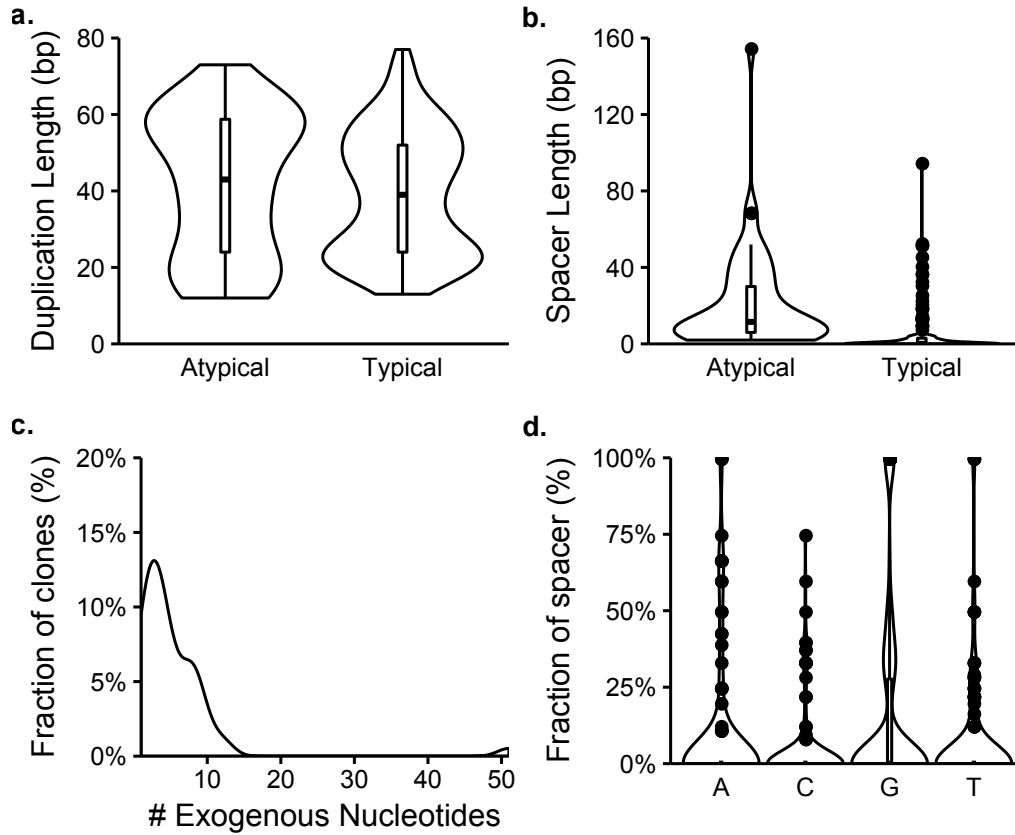 a.
Duplication Length (bp)
80
60
40
20
0
Atypical
Typical
b.
Spacer Length (bp)
160
120
80
40
0
Atypical
Typical
c.
Fraction of clones (%)
20%
15%
10%
5%
0%
10
20
30
40
50
# Exogenous Nucleotides
d.
Fraction of spacer (%)
100%
75%
50%
25%
0%
A
C
G
T